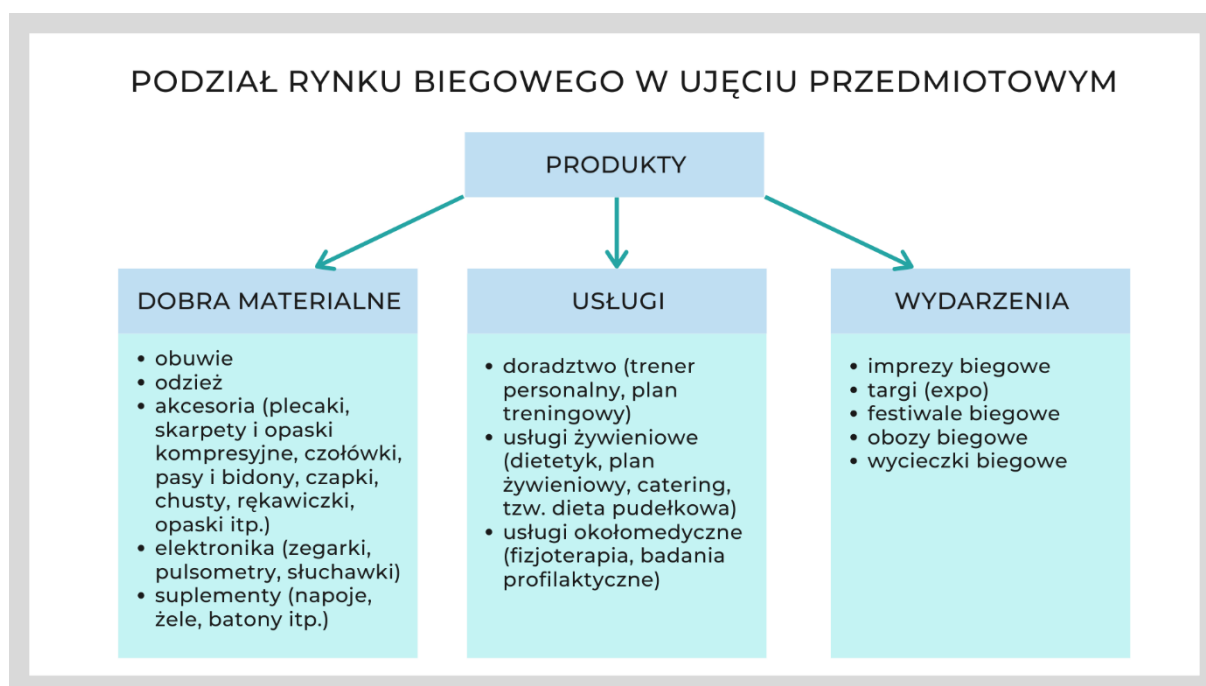 PODZIAŁ RYNKU BIEGOWEGO W UJĘCIU PRZEDMIOTOWYM
PRODUKTY
DOBRA MATERIALNE
• obuwie
• odzież
• akcesoria (plecaki,
skarpety i opaski
kompresyjne, czołówki,
pasy i bidony, czapki,
chusty, rękawiczki,
opaski itp.)
• elektronika (zegarki,
pulsometry, słuchawki)
• suplementy (napoje,
żele, batony itp.)
USŁUGI
• doradztwo (trener
personalny, plan
treningowy)
• usługi żywieniowe
(dietetyk, plan
żywieniowy, catering,
tzw. dieta pudełkowa)
• usługi okołomedyczne
(fizjoterapia, badania
profilaktyczne)
WYDARZENIA
• imprezy biegowe
• targi (expo)
• festiwale biegowe
• obozy biegowe
• wycieczki biegowe